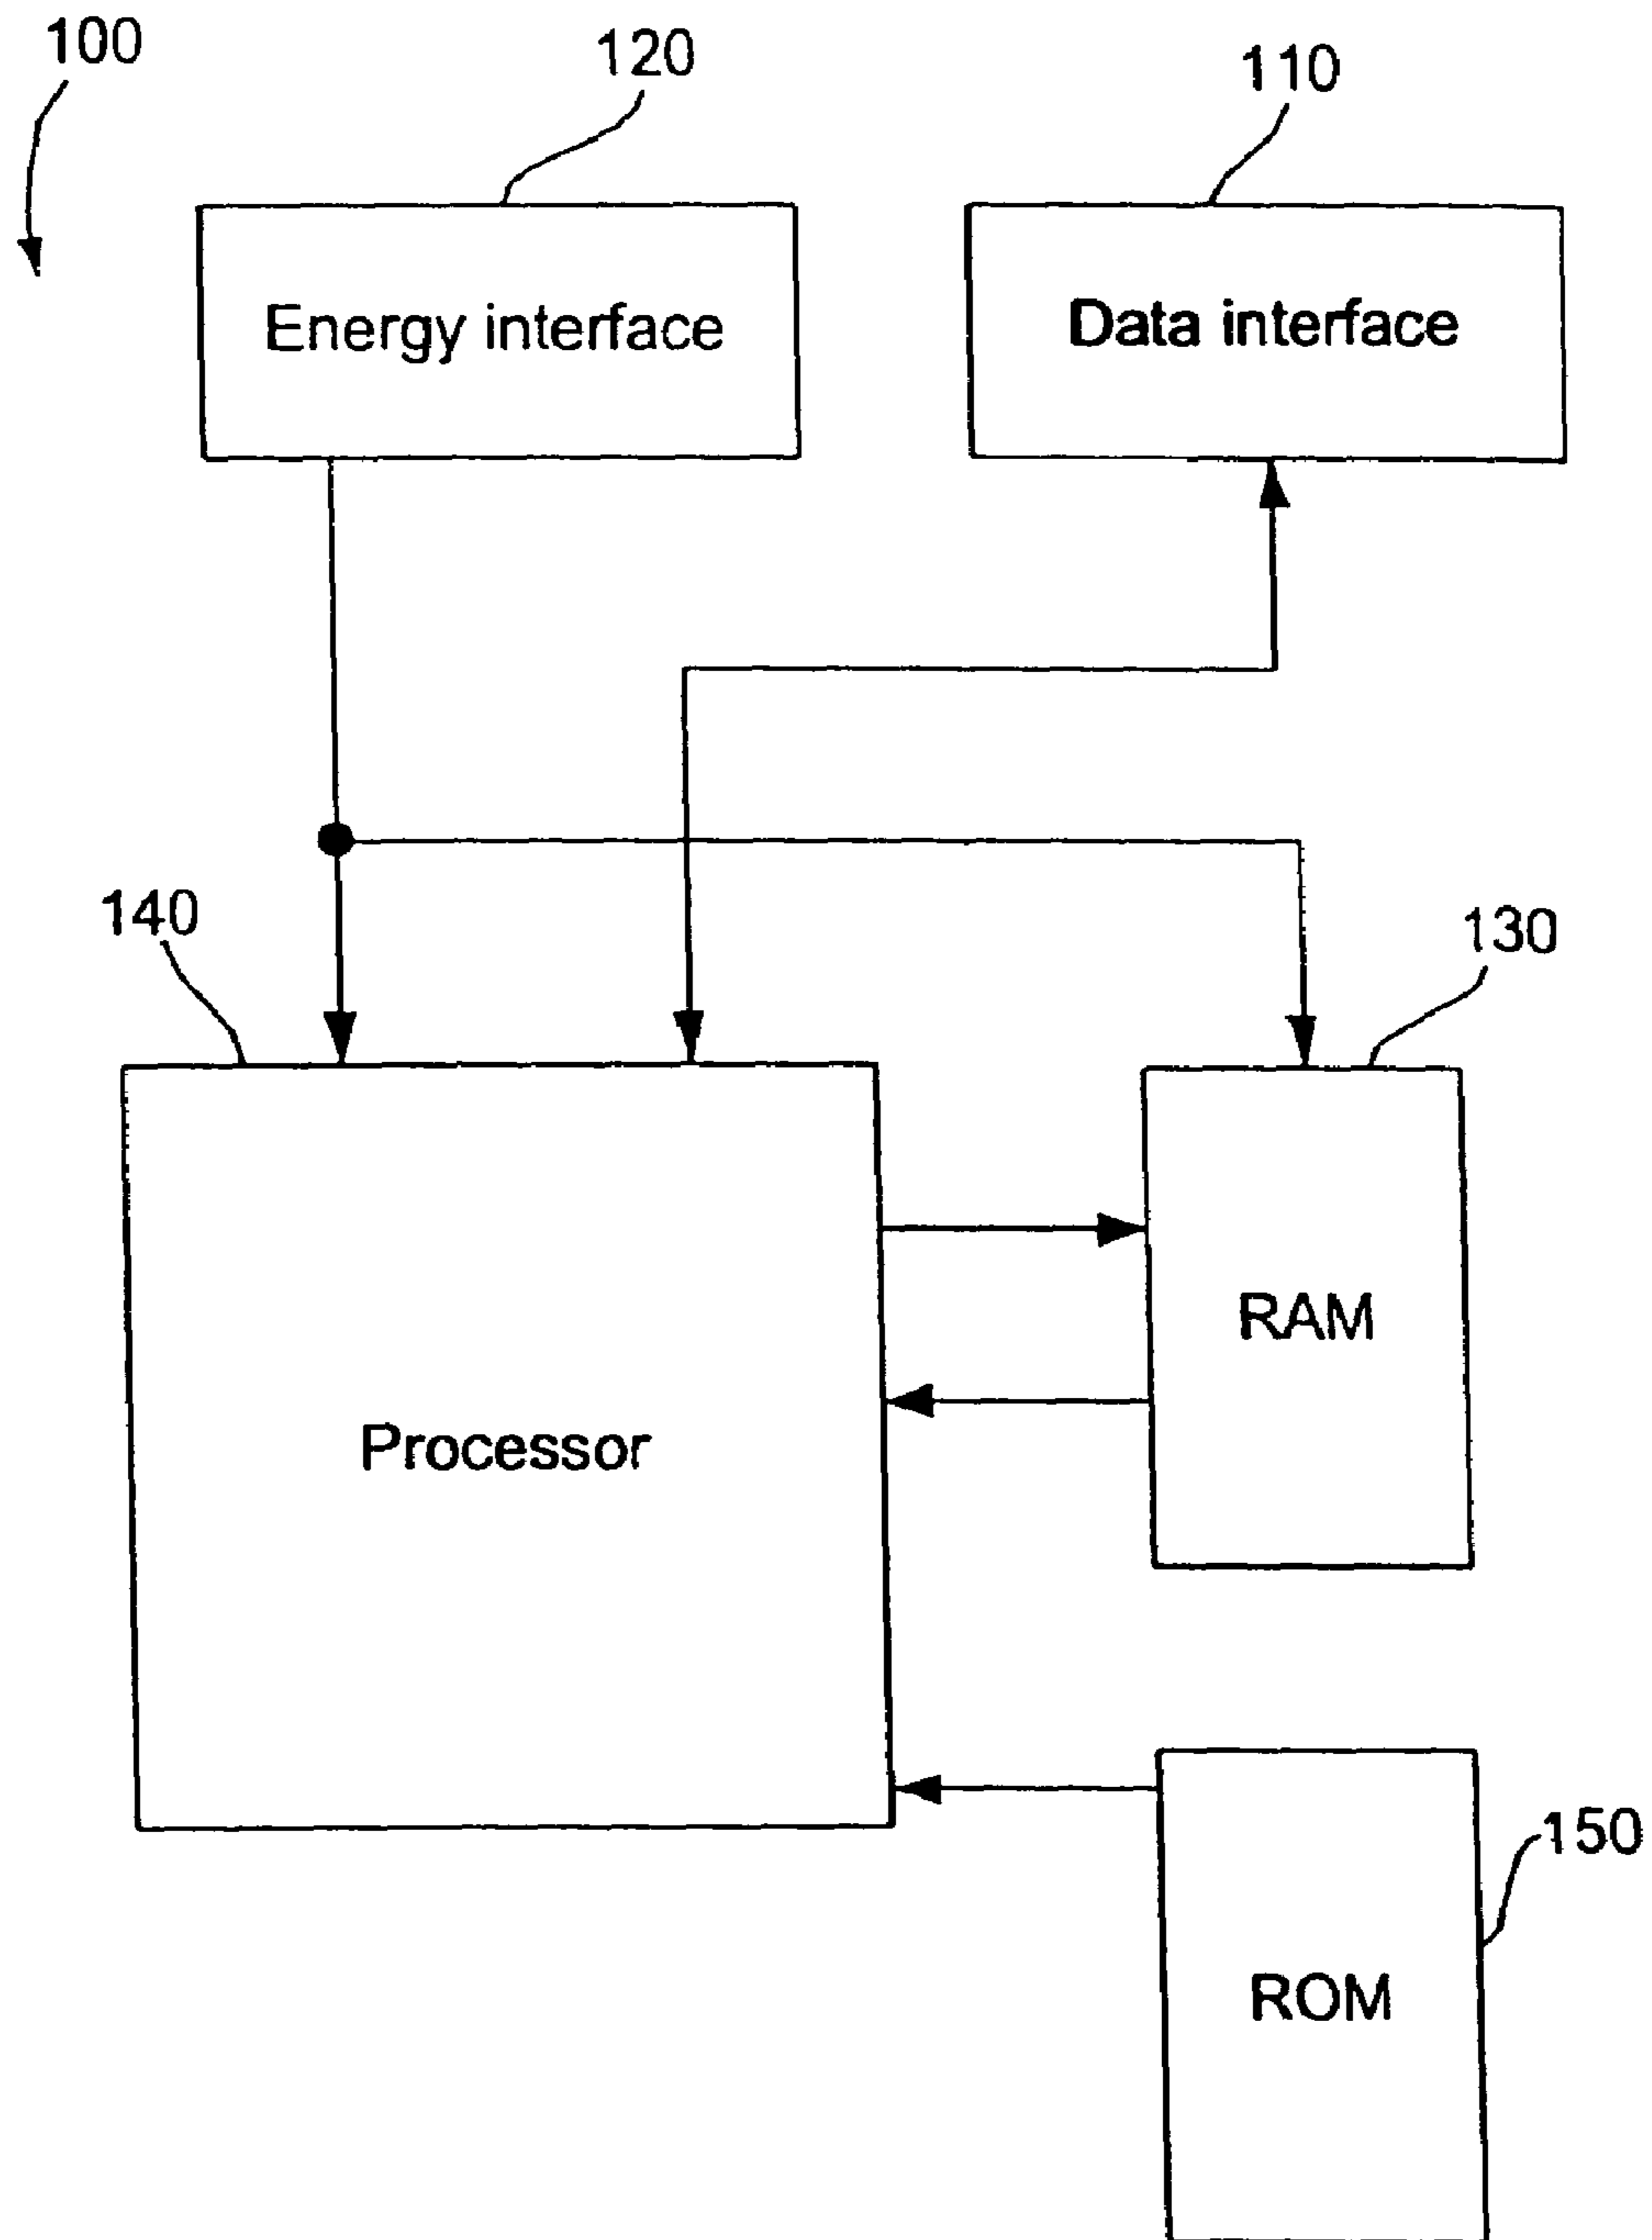 100
120
110
Energy interface
Data interface
140
130
RAM
Processor
150
ROM